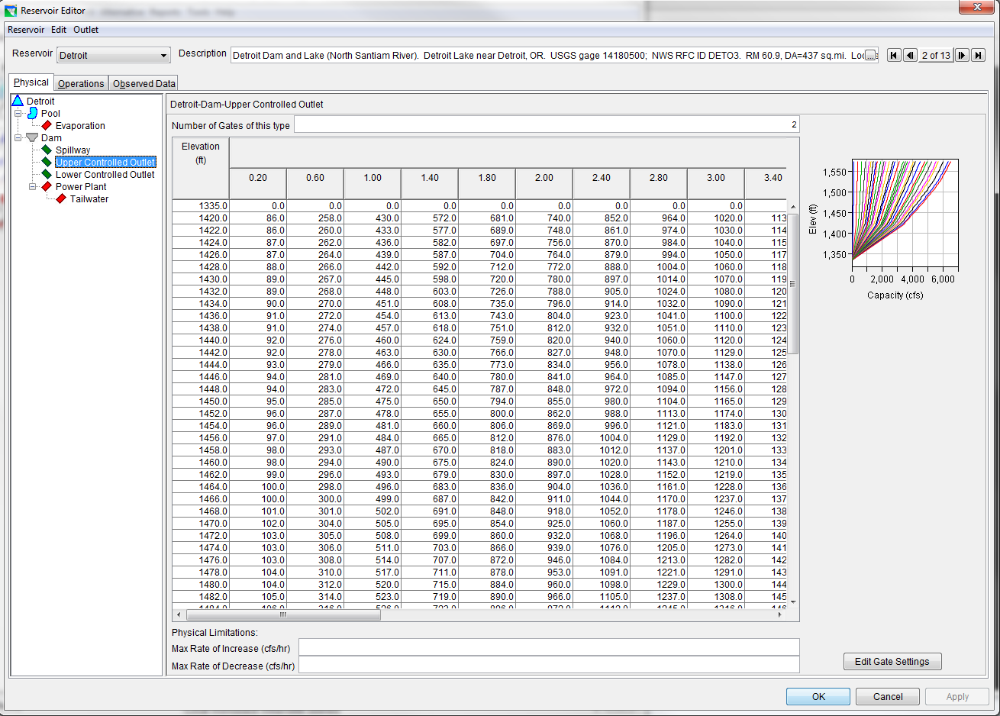 Reservoir Editor
Reservoir Edit Outlet
Reservoir Detroit Description Detroit Dam and Lake (North Santiam River). Detroit Lake near Detroit, OR. USGS gage 14180500; NWS RFC ID DETO3. RM 60.9, DA=437 sq.mi. Loc ... 2 of 13
Physical Operations Observed Data
Detroit
Pool
Evaporation
Dam
Spillway
Upper Controlled Outlet
Lower Controlled Outlet
Power Plant
Tailwater
Detroit-Dam-Upper Controlled Outlet
Number of Gates of this type 2
Elevation
(ft)
0.20 0.60 1.00 1.40 1.80 2.00 2.40 2.80 3.00 3.40
1335.0 0.0 0.0 0.0 0.0 0.0 0.0 0.0 0.0 0.0
1420.0 86.0 258.0 430.0 572.0 681.0 740.0 852.0 964.0 1020.0 113
1422.0 86.0 260.0 433.0 577.0 689.0 748.0 861.0 974.0 1030.0 114
1424.0 87.0 262.0 436.0 582.0 697.0 756.0 870.0 984.0 1040.0 115
1426.0 87.0 264.0 439.0 587.0 704.0 764.0 879.0 994.0 1050.0 117
1428.0 88.0 266.0 442.0 592.0 712.0 772.0 888.0 1004.0 1060.0 118
1430.0 89.0 267.0 445.0 598.0 720.0 780.0 897.0 1014.0 1070.0 119
1432.0 89.0 268.0 448.0 603.0 726.0 788.0 905.0 1024.0 1080.0 120
1434.0 90.0 270.0 451.0 608.0 735.0 796.0 914.0 1032.0 1090.0 121
1436.0 91.0 272.0 454.0 613.0 743.0 804.0 923.0 1041.0 1100.0 122
1438.0 91.0 274.0 457.0 618.0 751.0 812.0 932.0 1051.0 1110.0 123
1440.0 92.0 276.0 460.0 624.0 759.0 820.0 940.0 1060.0 1120.0 124
1442.0 92.0 278.0 463.0 630.0 766.0 827.0 948.0 1070.0 1129.0 125
1444.0 93.0 279.0 466.0 635.0 773.0 834.0 956.0 1078.0 1138.0 126
1446.0 94.0 281.0 469.0 640.0 780.0 841.0 964.0 1085.0 1147.0 127
1448.0 94.0 283.0 472.0 645.0 787.0 848.0 972.0 1094.0 1156.0 128
1450.0 95.0 285.0 475.0 650.0 794.0 855.0 980.0 1104.0 1165.0 129
1452.0 96.0 287.0 478.0 655.0 800.0 862.0 988.0 1113.0 1174.0 130
1454.0 96.0 289.0 481.0 660.0 806.0 869.0 996.0 1121.0 1183.0 131
1456.0 97.0 291.0 484.0 665.0 812.0 876.0 1004.0 1129.0 1192.0 132
1458.0 98.0 293.0 487.0 670.0 818.0 883.0 1012.0 1137.0 1201.0 133
1460.0 98.0 294.0 490.0 675.0 824.0 890.0 1020.0 1143.0 1210.0 134
1462.0 99.0 296.0 493.0 679.0 830.0 897.0 1028.0 1152.0 1219.0 135
1464.0 100.0 298.0 496.0 683.0 836.0 904.0 1036.0 1161.0 1228.0 136
1466.0 100.0 300.0 499.0 687.0 842.0 911.0 1044.0 1170.0 1237.0 137
1468.0 101.0 301.0 502.0 691.0 848.0 918.0 1052.0 1178.0 1246.0 138
1470.0 102.0 304.0 505.0 695.0 854.0 925.0 1060.0 1187.0 1255.0 139
1472.0 103.0 305.0 508.0 699.0 860.0 932.0 1068.0 1196.0 1264.0 140
1474.0 103.0 306.0 511.0 703.0 866.0 939.0 1076.0 1205.0 1273.0 141
1476.0 103.0 308.0 514.0 707.0 872.0 946.0 1084.0 1213.0 1282.0 142
1478.0 104.0 310.0 517.0 711.0 878.0 953.0 1091.0 1221.0 1291.0 143
1480.0 104.0 312.0 520.0 715.0 884.0 960.0 1098.0 1229.0 1300.0 144
1482.0 105.0 314.0 523.0 719.0 890.0 966.0 1105.0 1237.0 1308.0 145
Elev (ft)
1,550
1,500
1,450
1,400
1,350
0 2,000 4,000 6,000
Capacity (cfs)
Physical Limitations:
Max Rate of Increase (cfs/hr)
Max Rate of Decrease (cfs/hr)
Edit Gate Settings
OK Cancel Apply